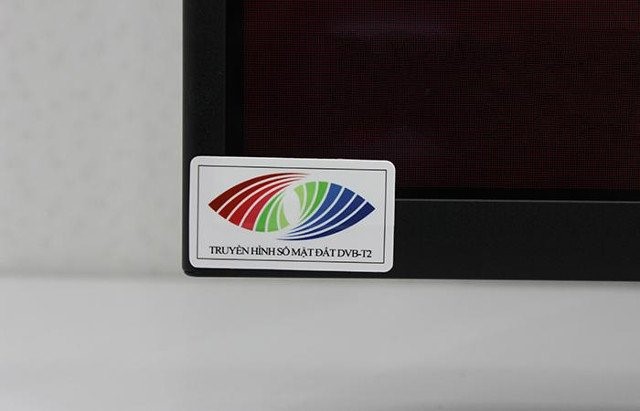 TRUYỀN HÌNH SỐ MẶT ĐẤT DVB-T2